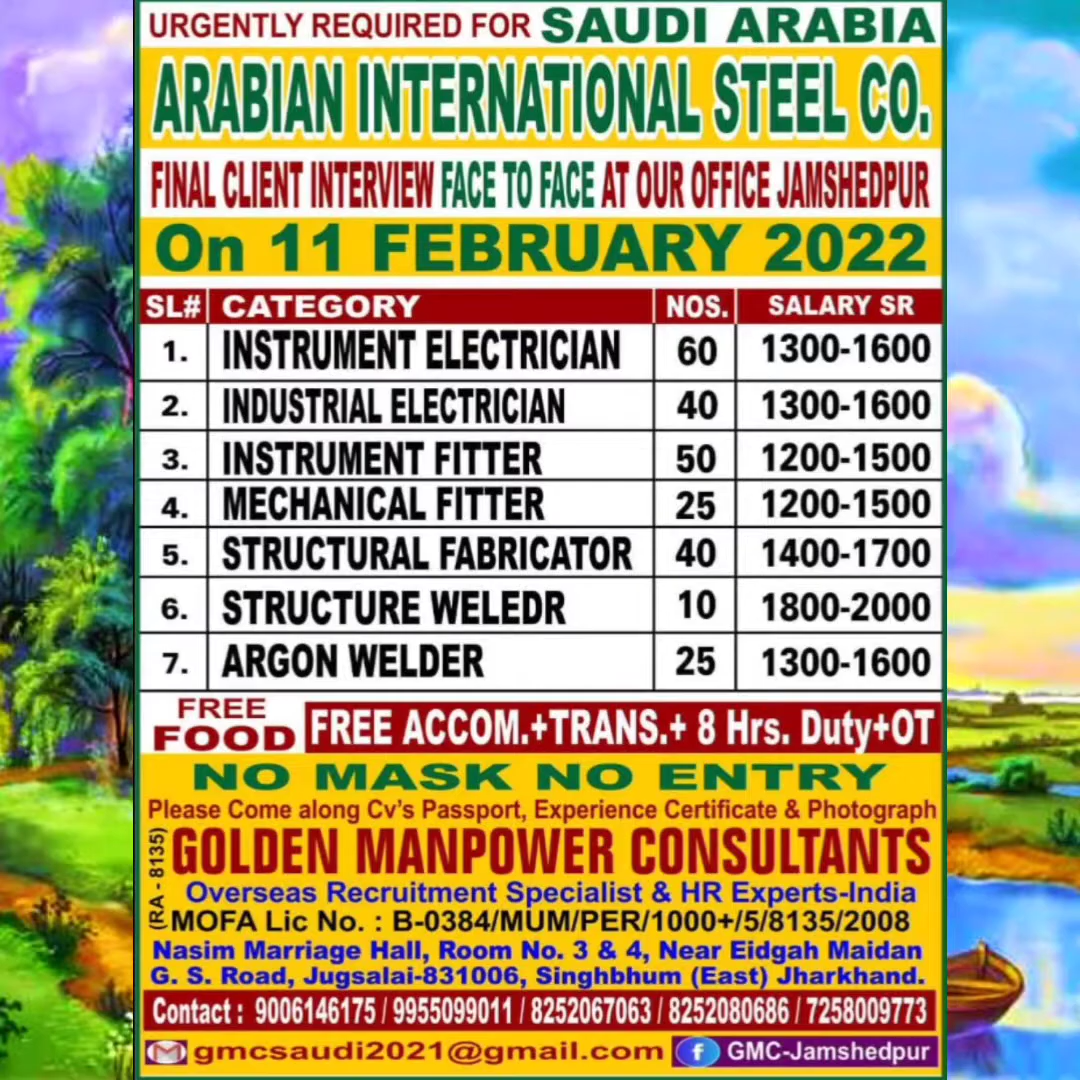 URGENTLY REQUIRED FOR SAUDI ARABIA
ARABIAN INTERNATIONAL STEEL CO.
FINAL CLIENT INTERVIEW FACE TO FACE AT OUR OFFICE JAMSHEDPUR
On 11 FEBRUARY 2022
SL# CATEGORY NOS. SALARY SR
1. INSTRUMENT ELECTRICIAN 60 1300-1600
2. INDUSTRIAL ELECTRICIAN 40 1300-1600
3. INSTRUMENT FITTER 50 1200-1500
4. MECHANICAL FITTER 25 1200-1500
5. STRUCTURAL FABRICATOR 40 1400-1700
6. STRUCTURE WELEDR 10 1800-2000
7. ARGON WELDER 25 1300-1600
FREE FOOD FREE ACCOM.+TRANS.+ 8 Hrs. Duty+OT
NO MASK NO ENTRY
Please Come along Cv's Passport, Experience Certificate & Photograph
(RA - 8135)
GOLDEN MANPOWER CONSULTANTS
Overseas Recruitment Specialist & HR Experts-India
MOFA Lic No. : B-0384/MUM/PER/1000+/5/8135/2008
Nasim Marriage Hall, Room No. 3 & 4, Near Eidgah Maidan
G. S. Road, Jugsalai-831006, Singhbhum (East) Jharkhand.
Contact : 9006146175 / 9955099011 / 8252067063 / 8252080686 / 7258009773
gmcsaudi2021@gmail.com f GMC-Jamshedpur